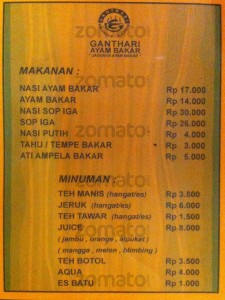 zomato
GANTHARI
AYAM BAKAR
zomato
MAKANAN :
NASI AYAM BAKAR Rp 17.000
AYAM BAKAR Rp 14.000
NASI SOP IGA Rp 30.000
SOP IGA Rp 26.000
NASI PUTIH Rp 4.000
TAHU / TEMPE BAKAR Rp 3.000
ATI AMPELA BAKAR Rp 5.000
MINUMAN :
TEH MANIS (hangat/es) Rp 3.500
JERUK (hangat/es) Rp 6.000
TEH TAWAR (hangat/es) Rp 1.500
JUICE Rp 8.000
( jambu , orange , alpukat )
( mangga , melon , blimbing )
TEH BOTOL Rp 3.500
AQUA Rp 4.000
ES BATU Rp 1.000